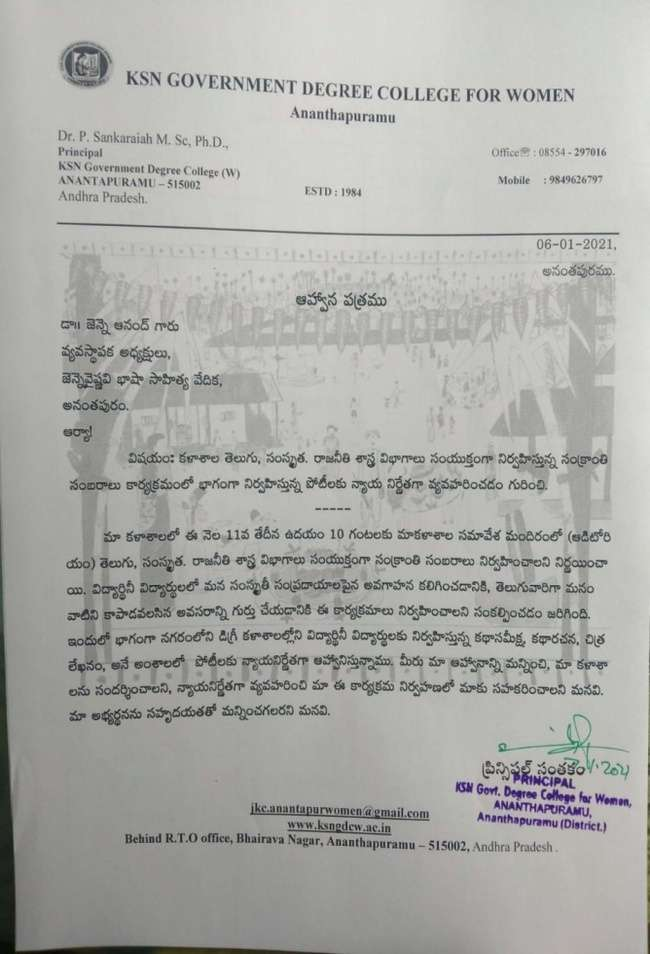 KSN GOVERNMENT DEGREE COLLEGE FOR WOMEN
Ananthapuramu
Dr. P. Sankaraiah M. Sc, Ph.D.,
Principal
KSN Government Degree College (W)
ANANTAPURAMU – 515002
Andhra Pradesh.
ESTD : 1984
Office☏ : 08554 - 297016
Mobile : 9849626797
06-01-2021,
అనంతపురము.
ఆహ్వాన పత్రము
డా॥ జెన్నె ఆనంద్ గారు
వ్యవస్థాపక అధ్యక్షులు,
జెన్నెవైష్ణవి భాషా సాహిత్య వేదిక,
అనంతపురం.
ఆర్యా!
విషయం: కళాశాల తెలుగు, సంస్కృత. రాజనీతి శాస్త్ర విభాగాలు సంయుక్తంగా నిర్వహిస్తున్న సంక్రాంతి
సంబరాలు కార్యక్రమంలో భాగంగా నిర్వహిస్తున్న పోటీలకు న్యాయ నిర్ణేతగా వ్యవహరించడం గురించి.
-----
మా కళాశాలలో ఈ నెల 11వ తేదీన ఉదయం 10 గంటలకు మాకళాశాల సమావేశ మందిరంలో (ఆడిటోరి
యం) తెలుగు, సంస్కృత. రాజనీతి శాస్త్ర విభాగాలు సంయుక్తంగా సంక్రాంతి సంబరాలు నిర్వహించాలని నిర్ణయించా
యి. విద్యార్థినీ విద్యార్థులలో మన సంస్కృతీ సంప్రదాయాలపైన అవగాహన కలిగించడానికి, తెలుగువారిగా మనం
వాటిని కాపాడవలసిన అవసరాన్ని గుర్తు చేయడానికి ఈ కార్యక్రమాలు నిర్వహించాలని సంకల్పించడం జరిగింది.
ఇందులో భాగంగా నగరంలోని డిగ్రీ కళాశాలల్లోని విద్యార్థినీ విద్యార్థులకు నిర్వహిస్తున్న కథాసమీక్ష, కథారచన, చిత్ర
లేఖనం, అనే అంశాలలో పోటీలకు న్యాయనిర్ణేతగా ఆహ్వానిస్తున్నాము. మీరు మా ఆహ్వానాన్ని మన్నించి, మా కళాశా
లను సందర్శించాలని, న్యాయనిర్ణేతగా వ్యవహరించి మా ఈ కార్యక్రమ నిర్వహణలో మాకు సహకరించాలని మనవి.
మా అభ్యర్థనను సహృదయతతో మన్నించగలరని మనవి.
ప్రిన్సిపల్ సంతకం
PRINCIPAL
KSN Govt. Degree College for Women,
ANANTHAPURAMU,
Ananthapuramu (District.)
jkc.anantapurwomen@gmail.com
www.ksngdcw.ac.in
Behind R.T.O office, Bhairava Nagar, Ananthapuramu – 515002, Andhra Pradesh .